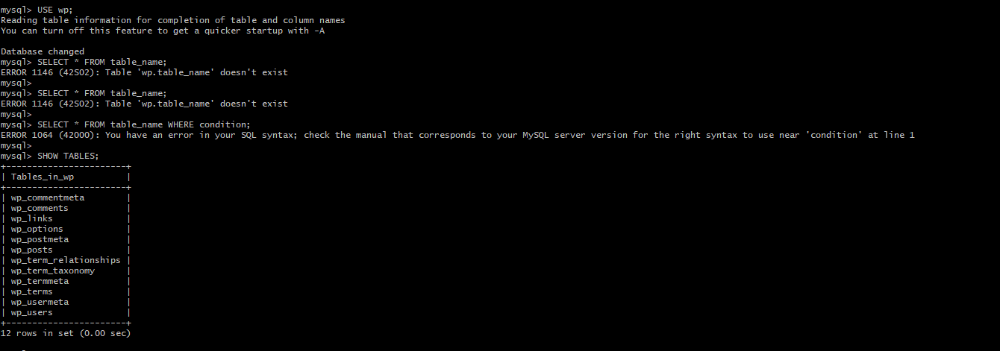 mysql> USE wp;
Reading table information for completion of table and column names
You can turn off this feature to get a quicker startup with -A
Database changed
mysql> SELECT * FROM table_name;
ERROR 1146 (42S02): Table 'wp.table_name' doesn't exist
mysql>
mysql> SELECT * FROM table_name;
ERROR 1146 (42S02): Table 'wp.table_name' doesn't exist
mysql>
mysql> SELECT * FROM table_name WHERE condition;
ERROR 1064 (42000): You have an error in your SQL syntax; check the manual that corresponds to your MySQL server version for the right syntax to use near 'condition' at line 1
mysql>
mysql> SHOW TABLES;
+-----------------------+
| Tables_in_wp          |
+-----------------------+
| wp_commentmeta        |
| wp_comments           |
| wp_links              |
| wp_options            |
| wp_postmeta           |
| wp_posts              |
| wp_term_relationships |
| wp_term_taxonomy      |
| wp_termmeta           |
| wp_terms              |
| wp_usermeta           |
| wp_users              |
+-----------------------+
12 rows in set (0.00 sec)